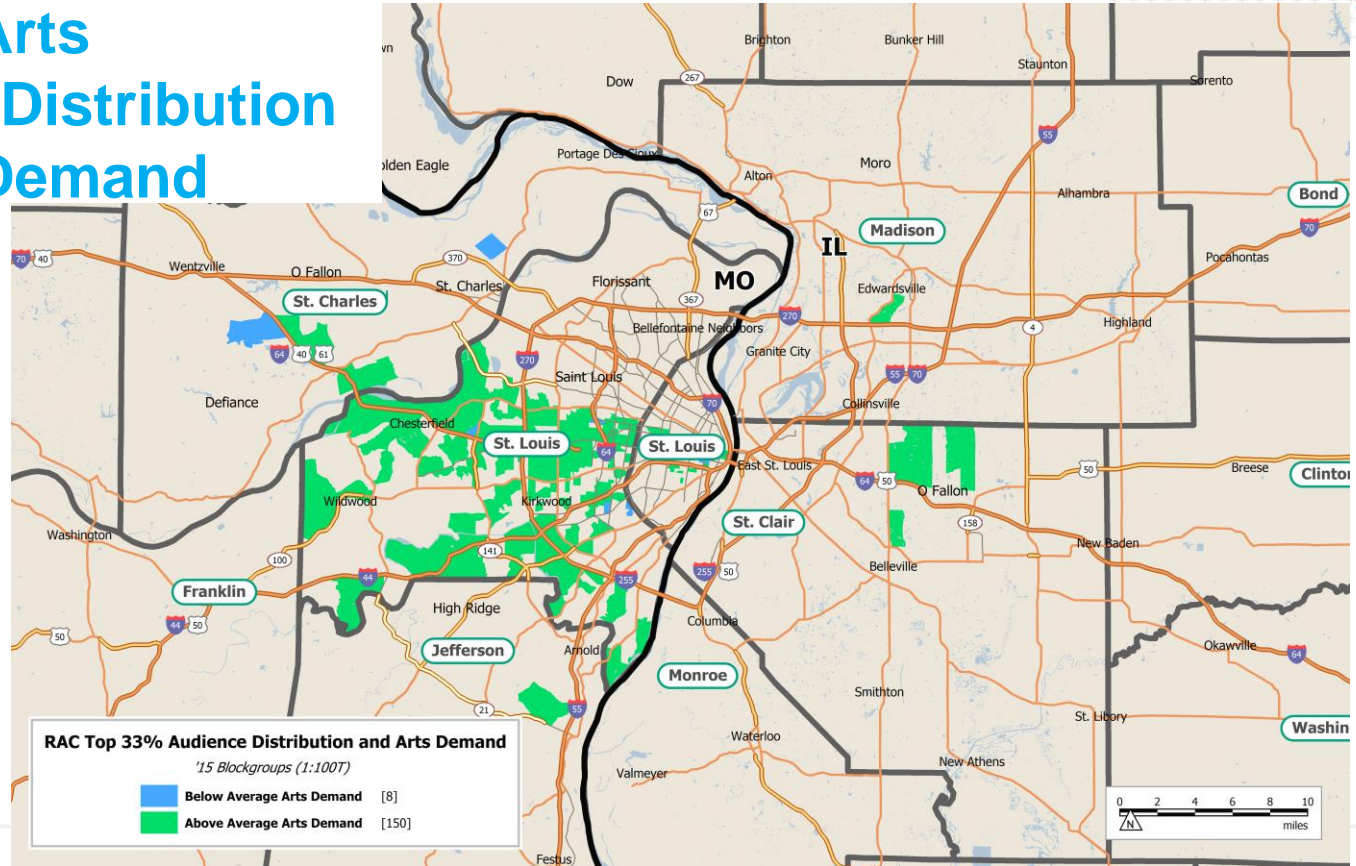 Arts
Distribution
Demand
Brighton
Bunker Hill
Staunton
Sorento
Dow
267
55
Portage Des Sioux
Moro
Alton
Alhambra
Bond
67
Madison
70
IL
70 40
Wentzville
370
Pocahontas
O Fallon
St. Charles
Florissant
MO
Edwardsville
St. Charles
367
Bellefontaine Neighbors
270
4
Highland
Granite City
64 40 61
270
55 70
Saint Louis
Defiance
70
Collinsville
Chesterfield
St. Louis
64
St. Louis
East St. Louis
50
Breese
64 50
O Fallon
Wildwood
Kirkwood
St. Clair
158
Washington
141
New Baden
100
Belleville
44
255
255 50
Franklin
High Ridge
Columbia
44 50
50
Jefferson
Arnold
Okawville
64
Monroe
Smithton
21
55
St. Libory
Waterloo
New Athens
Valmeyer
Festus
RAC Top 33% Audience Distribution and Arts Demand
'15 Blockgroups (1:100T)
Below Average Arts Demand [8]
Above Average Arts Demand [150]
0 2 4 6 8 10
N
miles